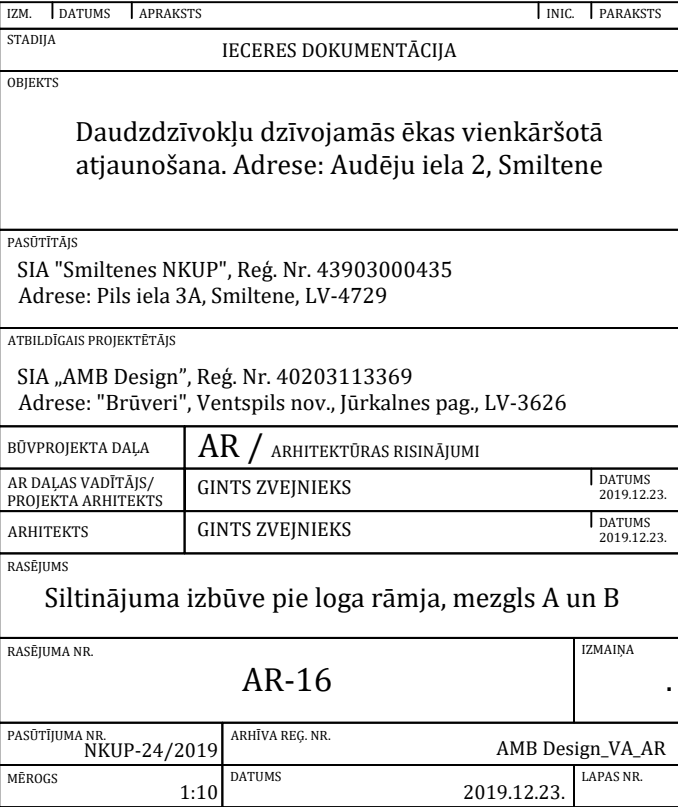 IZM. DATUMS APRAKSTS INIC. PARAKSTS
STADIJA
IECERES DOKUMENTĀCIJA
OBJEKTS
Daudzdzīvokļu dzīvojamās ēkas vienkāršotā
atjaunošana. Adrese: Audēju iela 2, Smiltene
PASŪTĪTĀJS
SIA "Smiltenes NKUP", Reģ. Nr. 43903000435
Adrese: Pils iela 3A, Smiltene, LV-4729
ATBILDĪGAIS PROJEKTĒTĀJS
SIA „AMB Design”, Reģ. Nr. 40203113369
Adrese: "Brūveri", Ventspils nov., Jūrkalnes pag., LV-3626
BŪVPROJEKTA DAĻA AR / ARHITEKTŪRAS RISINĀJUMI
AR DAĻAS VADĪTĀJS/
PROJEKTA ARHITEKTS
GINTS ZVEJNIEKS
DATUMS
2019.12.23.
ARHITEKTS GINTS ZVEJNIEKS
DATUMS
2019.12.23.
RASĒJUMS
Siltinājuma izbūve pie loga rāmja, mezgls A un B
RASĒJUMA NR.
AR-16
IZMAIŅA
.
PASŪTĪJUMA NR.
NKUP-24/2019
ARHĪVA REĢ. NR.
AMB Design_VA_AR
MĒROGS
1:10
DATUMS
2019.12.23.
LAPAS NR.